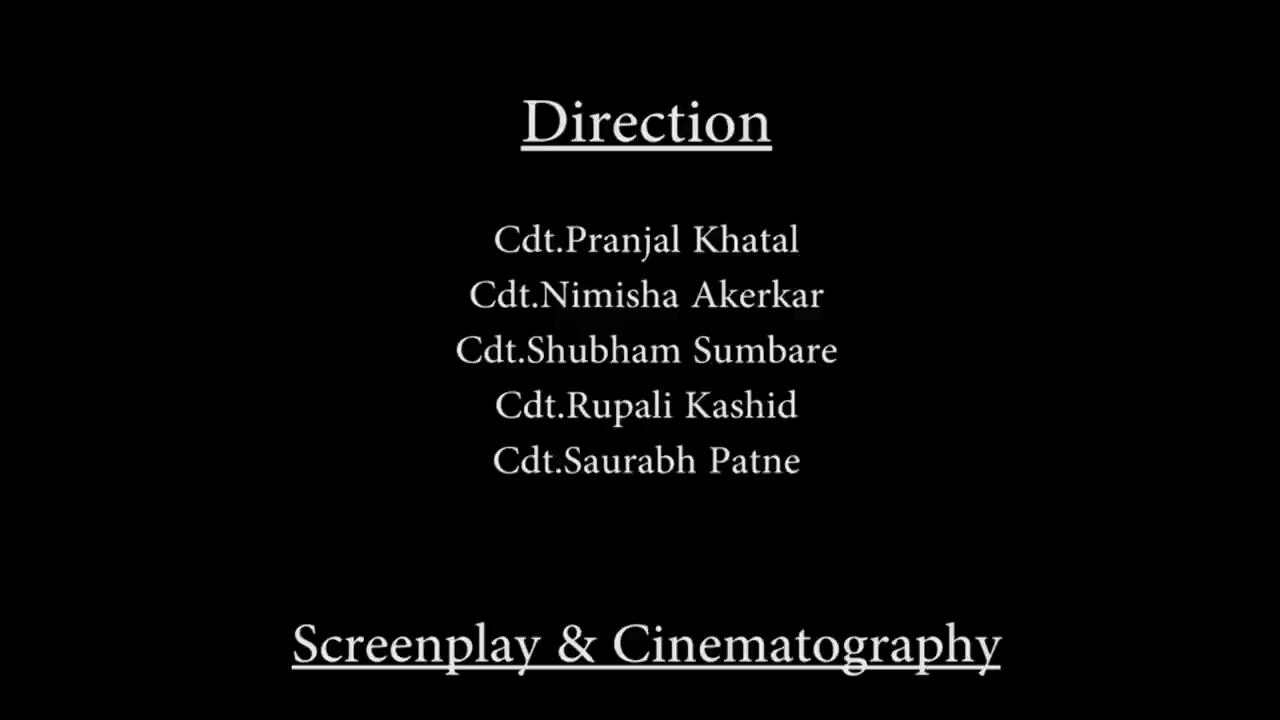 Direction
Cdt.Pranjal Khatal
Cdt.Nimisha Akerkar
Cdt.Shubham Sumbare
Cdt.Rupali Kashid
Cdt.Saurabh Patne
Screenplay & Cinematography